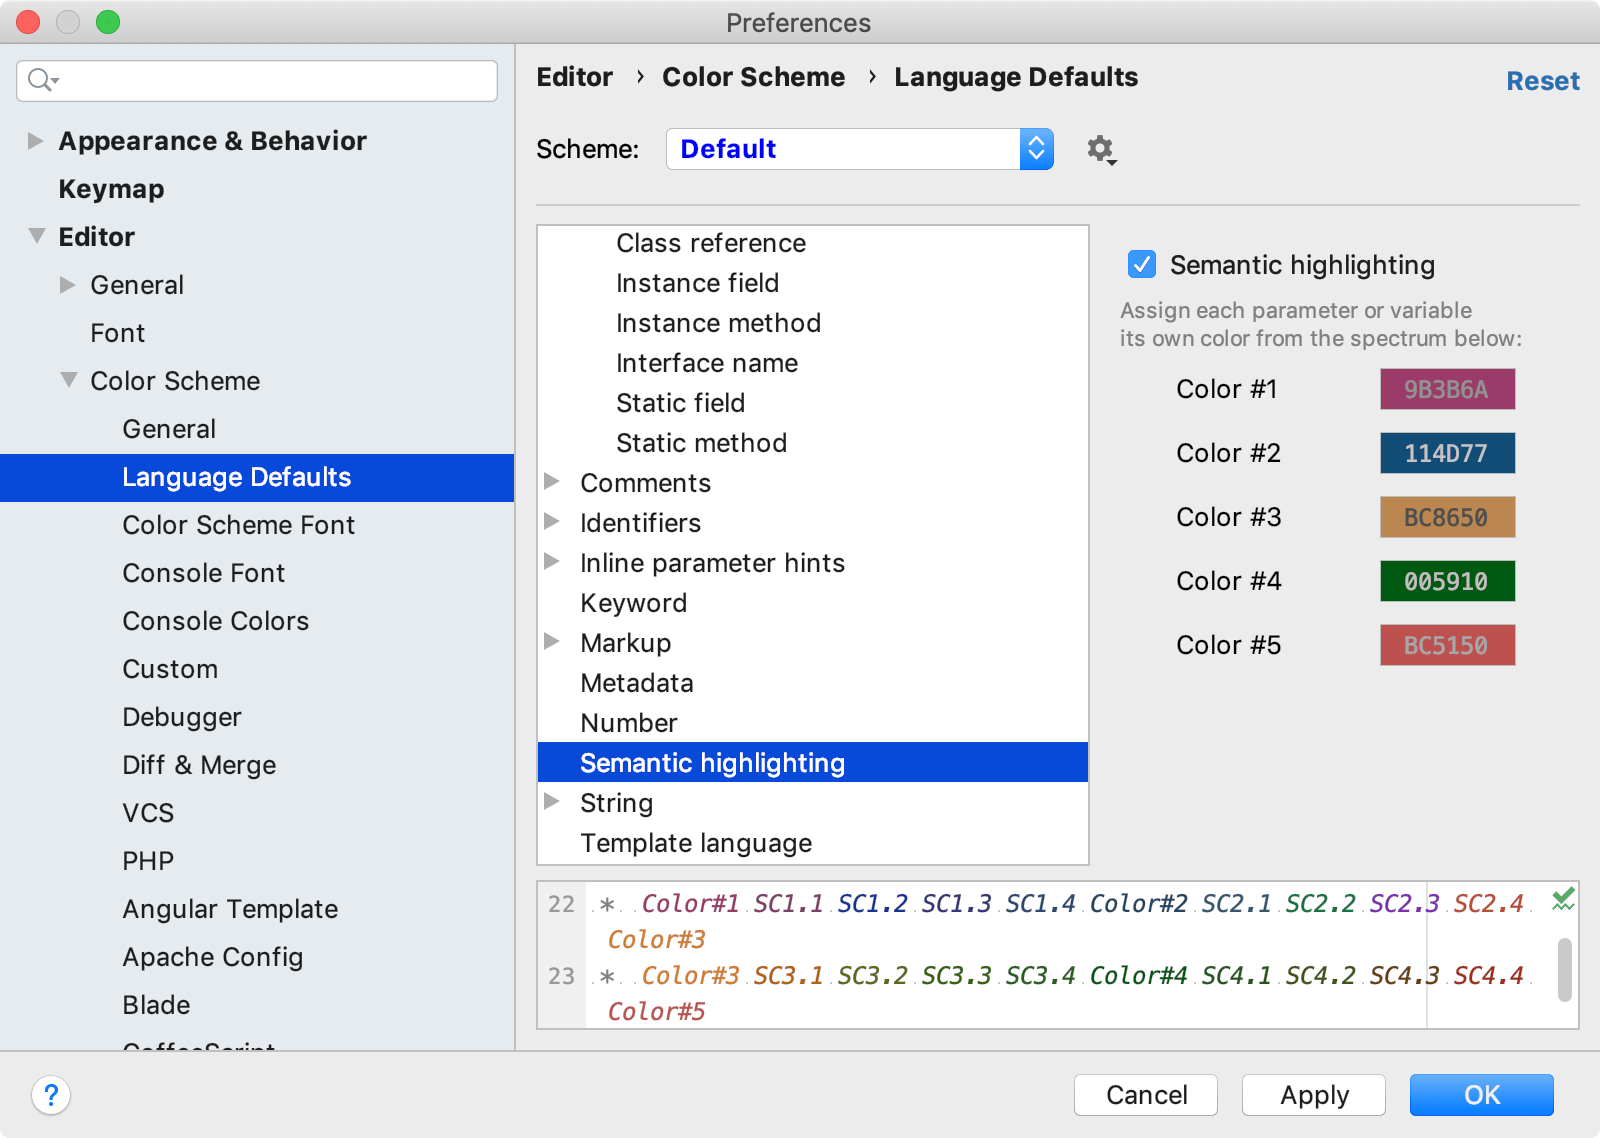 Preferences
Appearance & Behavior
Keymap
Editor
General
Font
Color Scheme
General
Language Defaults
Color Scheme Font
Console Font
Console Colors
Custom
Debugger
Diff & Merge
VCS
PHP
Angular Template
Apache Config
Blade
CoffeeScript
Editor › Color Scheme › Language Defaults
Reset
Scheme: Default
Class reference
Instance field
Instance method
Interface name
Static field
Static method
Comments
Identifiers
Inline parameter hints
Keyword
Markup
Metadata
Number
Semantic highlighting
String
Template language
Semantic highlighting
Assign each parameter or variable
its own color from the spectrum below:
Color #1 9B3B6A
Color #2 114D77
Color #3 BC8650
Color #4 005910
Color #5 BC5150
22 * Color#1 SC1.1 SC1.2 SC1.3 SC1.4 Color#2 SC2.1 SC2.2 SC2.3 SC2.4
Color#3
23 * Color#3 SC3.1 SC3.2 SC3.3 SC3.4 Color#4 SC4.1 SC4.2 SC4.3 SC4.4
Color#5
?
Cancel
Apply
OK